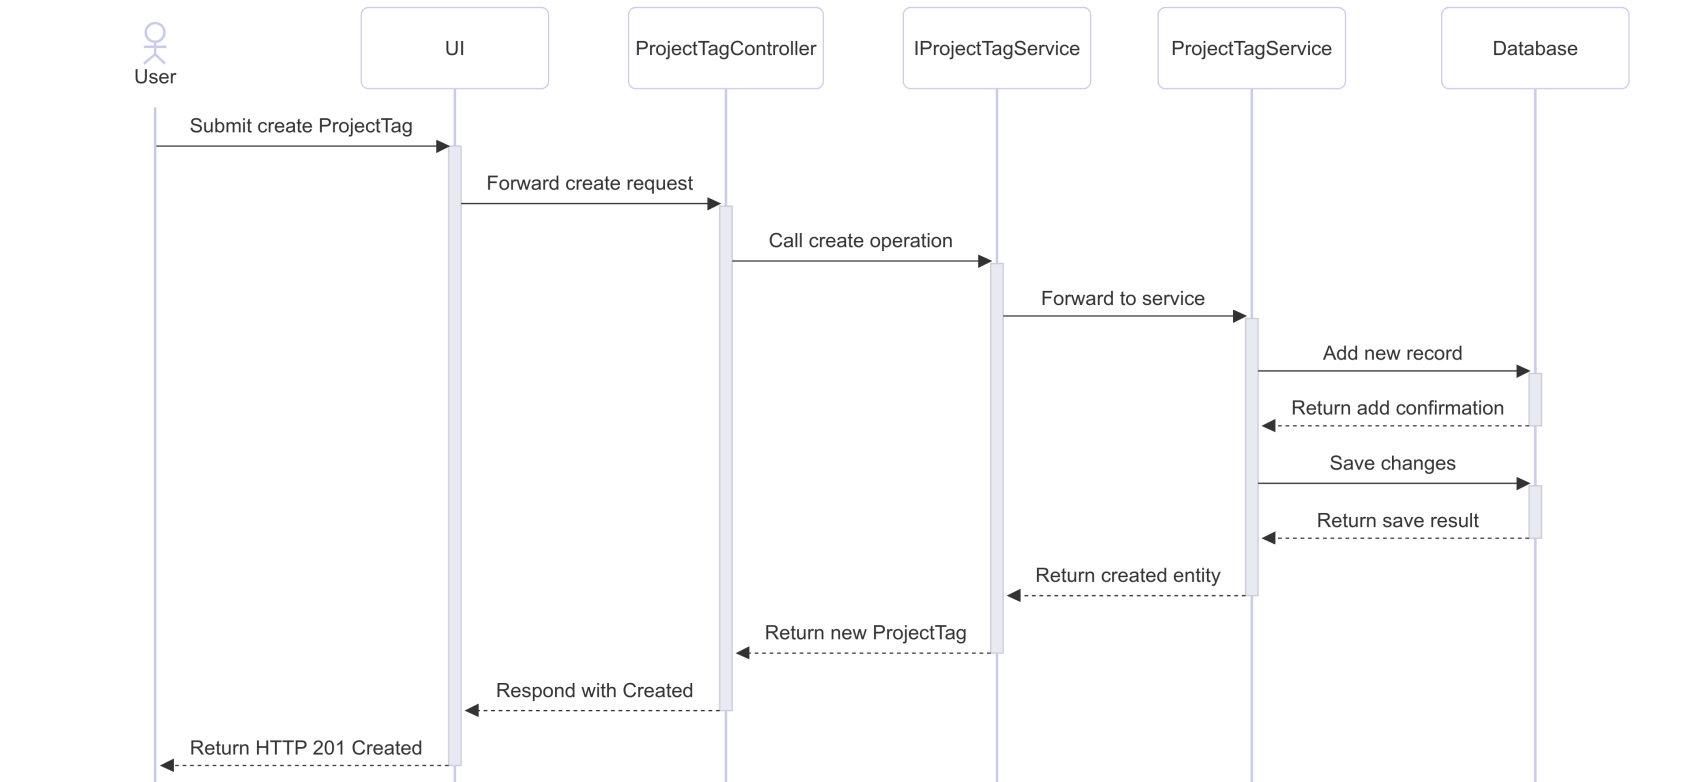 User
UI
ProjectTagController
IProjectTagService
ProjectTagService
Database
Submit create ProjectTag
Forward create request
Call create operation
Forward to service
Add new record
Return add confirmation
Save changes
Return save result
Return created entity
Return new ProjectTag
Respond with Created
Return HTTP 201 Created